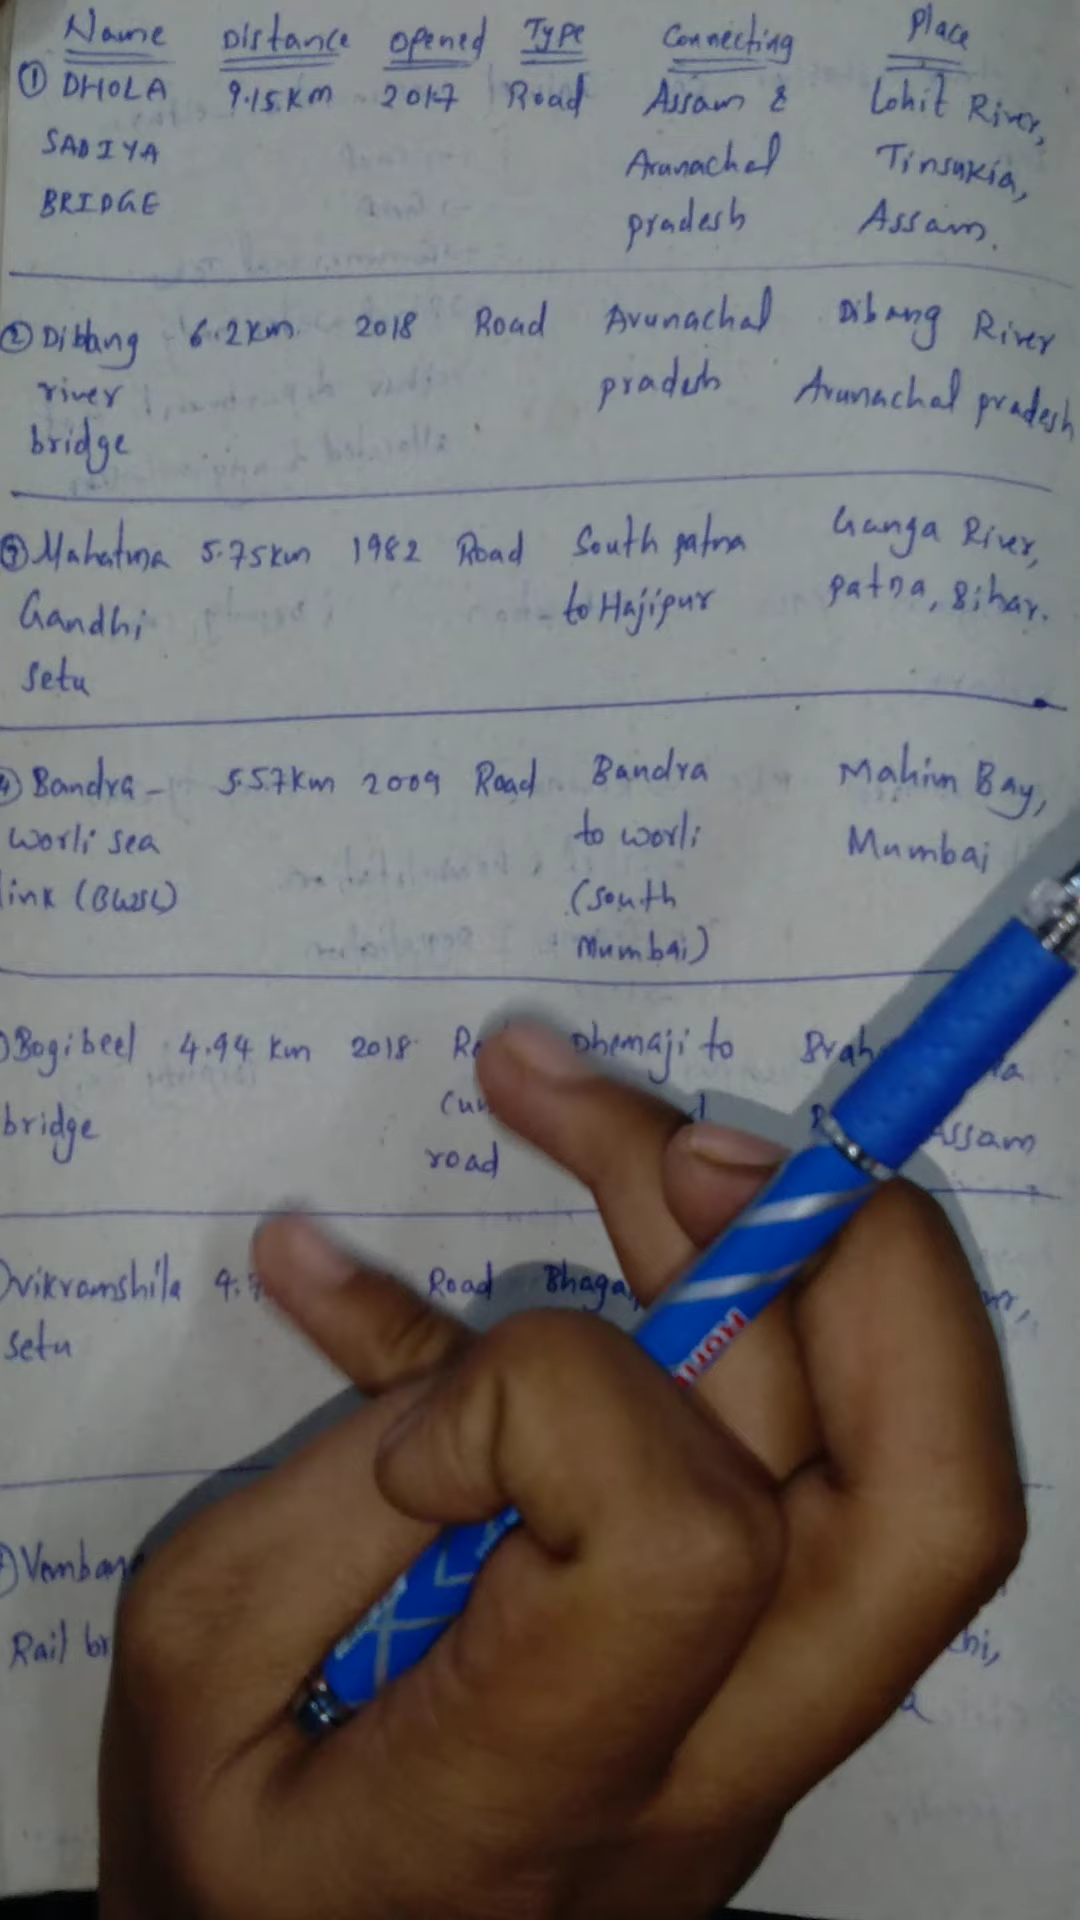 Name Distance Opened Type Connecting Place
① DHOLA 9.15 Km 2017 Road Assam & Lohit River,
SADIYA Arunachal Tinsukia,
BRIDGE pradesh Assam.
② Dibang 6.2 Km 2018 Road Arunachal Dibang River
river pradesh Arunachal pradesh
bridge
③ Mahatma 5.75 km 1982 Road South patna Ganga River,
Gandhi to Hajipur patna, Bihar.
Setu
④ Bandra - 5.57 Km 2009 Road Bandra Mahim Bay,
Worli sea to worli Mumbai
link (BWSL) (South
Mumbai)
Bogibeel 4.94 Km 2018 Dhemaji to
bridge Assam
road
Vikramshila Road
Setu
Rail